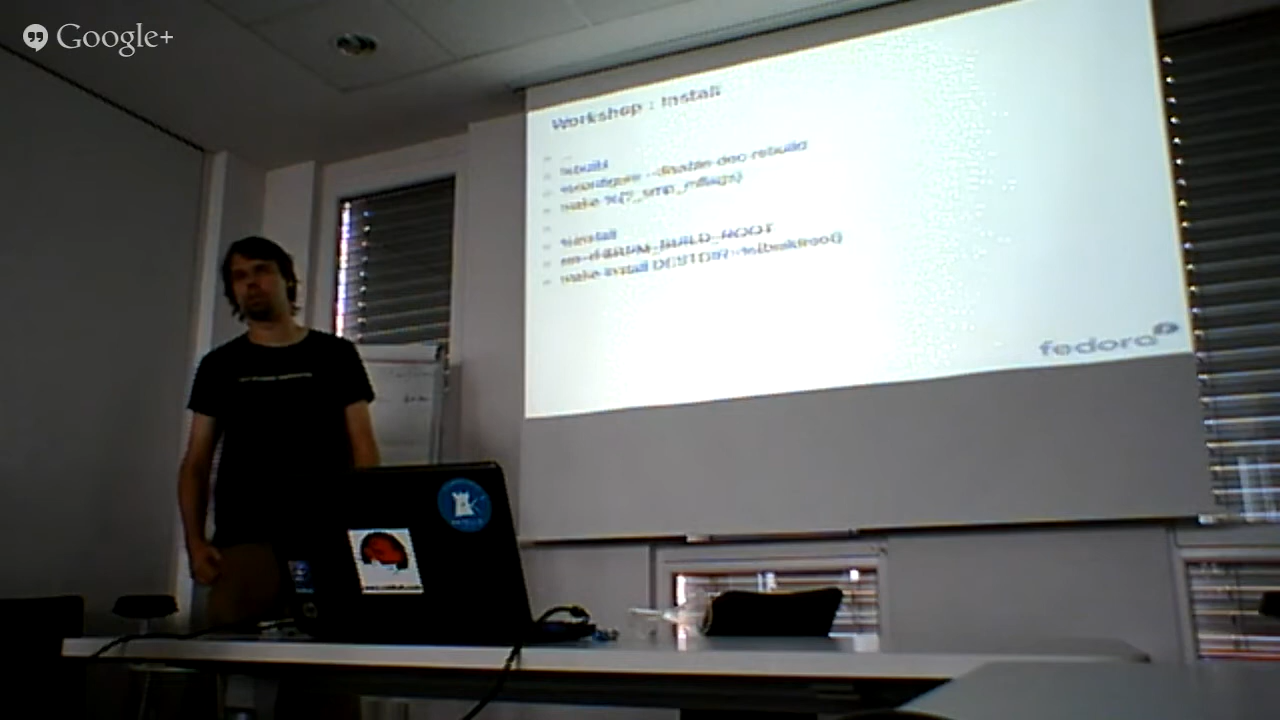 Google+
Workshop : Install
%build
%configure --disable-doc-rebuild
make %{?_smp_mflags}
%install
rm -rf $RPM_BUILD_ROOT
make install DESTDIR=%{buildroot}
fedora